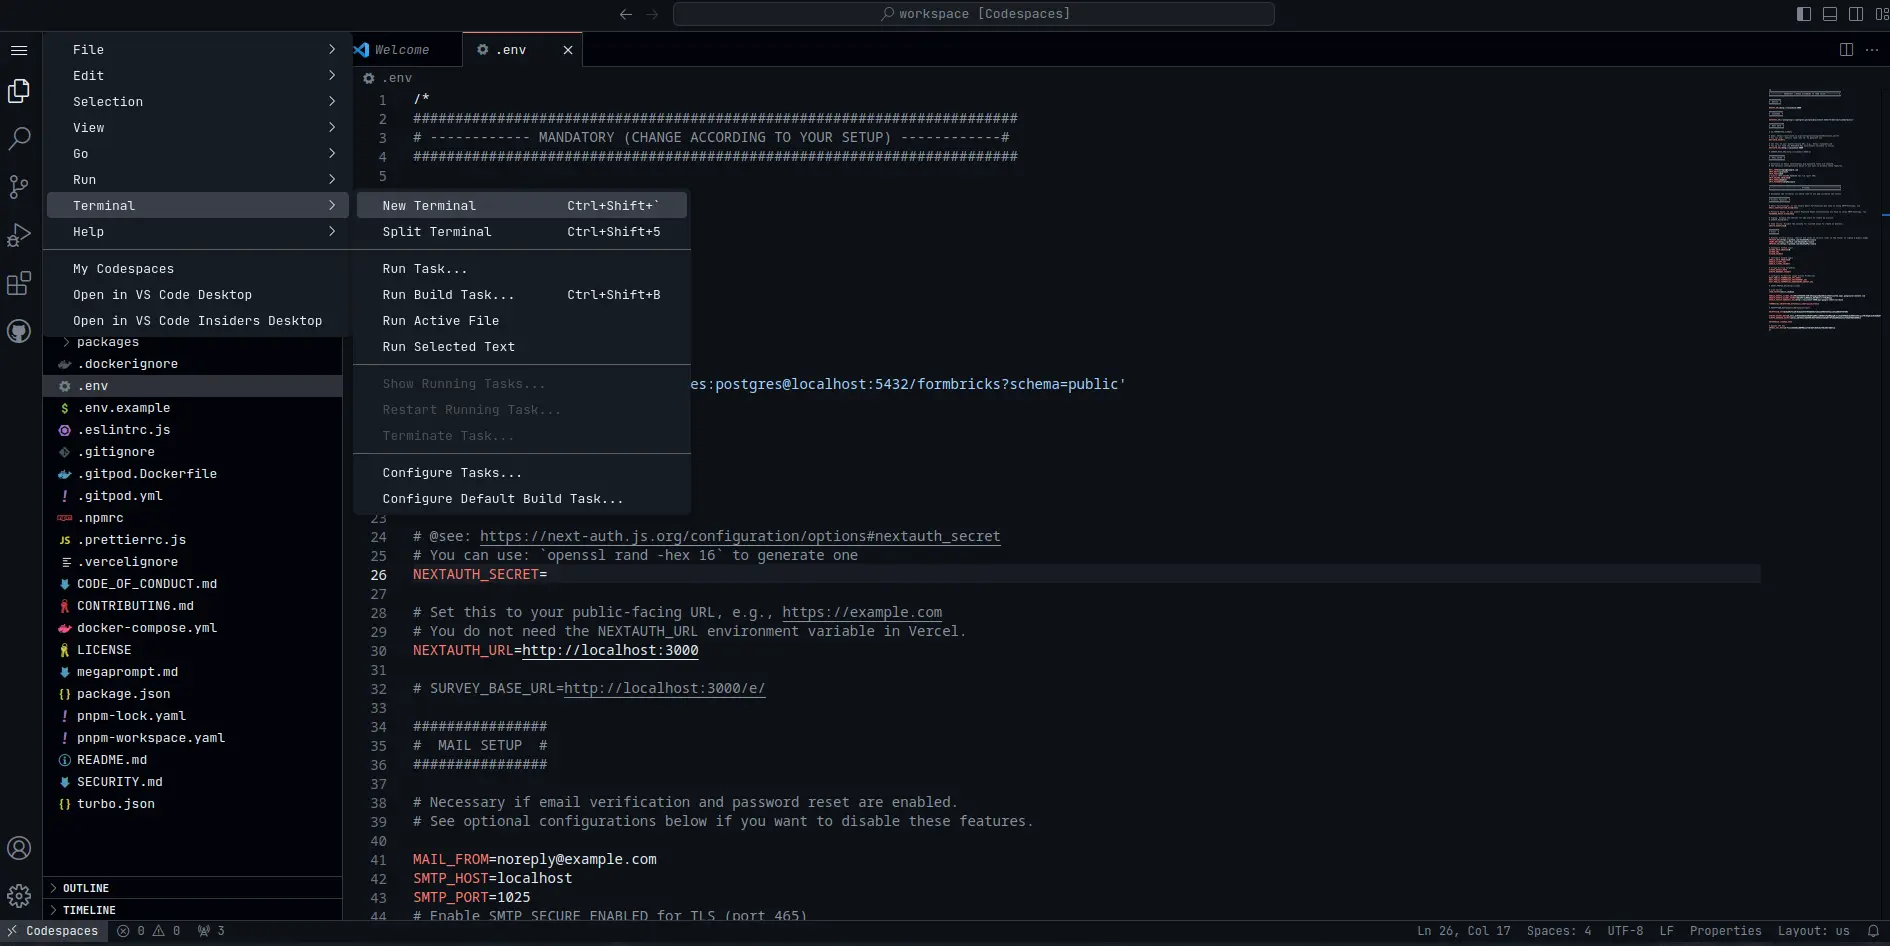 workspace [Codespaces]
File
Edit
Selection
View
Go
Run
Terminal
Help
My Codespaces
Open in VS Code Desktop
Open in VS Code Insiders Desktop
New Terminal Ctrl+Shift+`
Split Terminal Ctrl+Shift+5
Run Task...
Run Build Task... Ctrl+Shift+B
Run Active File
Run Selected Text
Show Running Tasks...
Restart Running Task...
Terminate Task...
Configure Tasks...
Configure Default Build Task...
packages
.dockerignore
.env
.env.example
.eslintrc.js
.gitignore
.gitpod.Dockerfile
.gitpod.yml
.npmrc
.prettierrc.js
.vercelignore
CODE_OF_CONDUCT.md
CONTRIBUTING.md
docker-compose.yml
LICENSE
megaprompt.md
package.json
pnpm-lock.yaml
pnpm-workspace.yaml
README.md
SECURITY.md
turbo.json
OUTLINE
TIMELINE
Welcome
.env
.env
1 /*
2 ########################################################################
3 # ------------ MANDATORY (CHANGE ACCORDING TO YOUR SETUP) ------------#
4 ########################################################################
5
es:postgres@localhost:5432/formbricks?schema=public'
23
24 # @see: https://next-auth.js.org/configuration/options#nextauth_secret
25 # You can use: `openssl rand -hex 16` to generate one
26 NEXTAUTH_SECRET=
27
28 # Set this to your public-facing URL, e.g., https://example.com
29 # You do not need the NEXTAUTH_URL environment variable in Vercel.
30 NEXTAUTH_URL=http://localhost:3000
31
32 # SURVEY_BASE_URL=http://localhost:3000/e/
33
34 ################
35 #  MAIL SETUP  #
36 ################
37
38 # Necessary if email verification and password reset are enabled.
39 # See optional configurations below if you want to disable these features.
40
41 MAIL_FROM=noreply@example.com
42 SMTP_HOST=localhost
43 SMTP_PORT=1025
44 # Enable SMTP_SECURE_ENABLED for TLS (port 465)
Codespaces 0 0 3
Ln 26, Col 17 Spaces: 4 UTF-8 LF Properties Layout: us